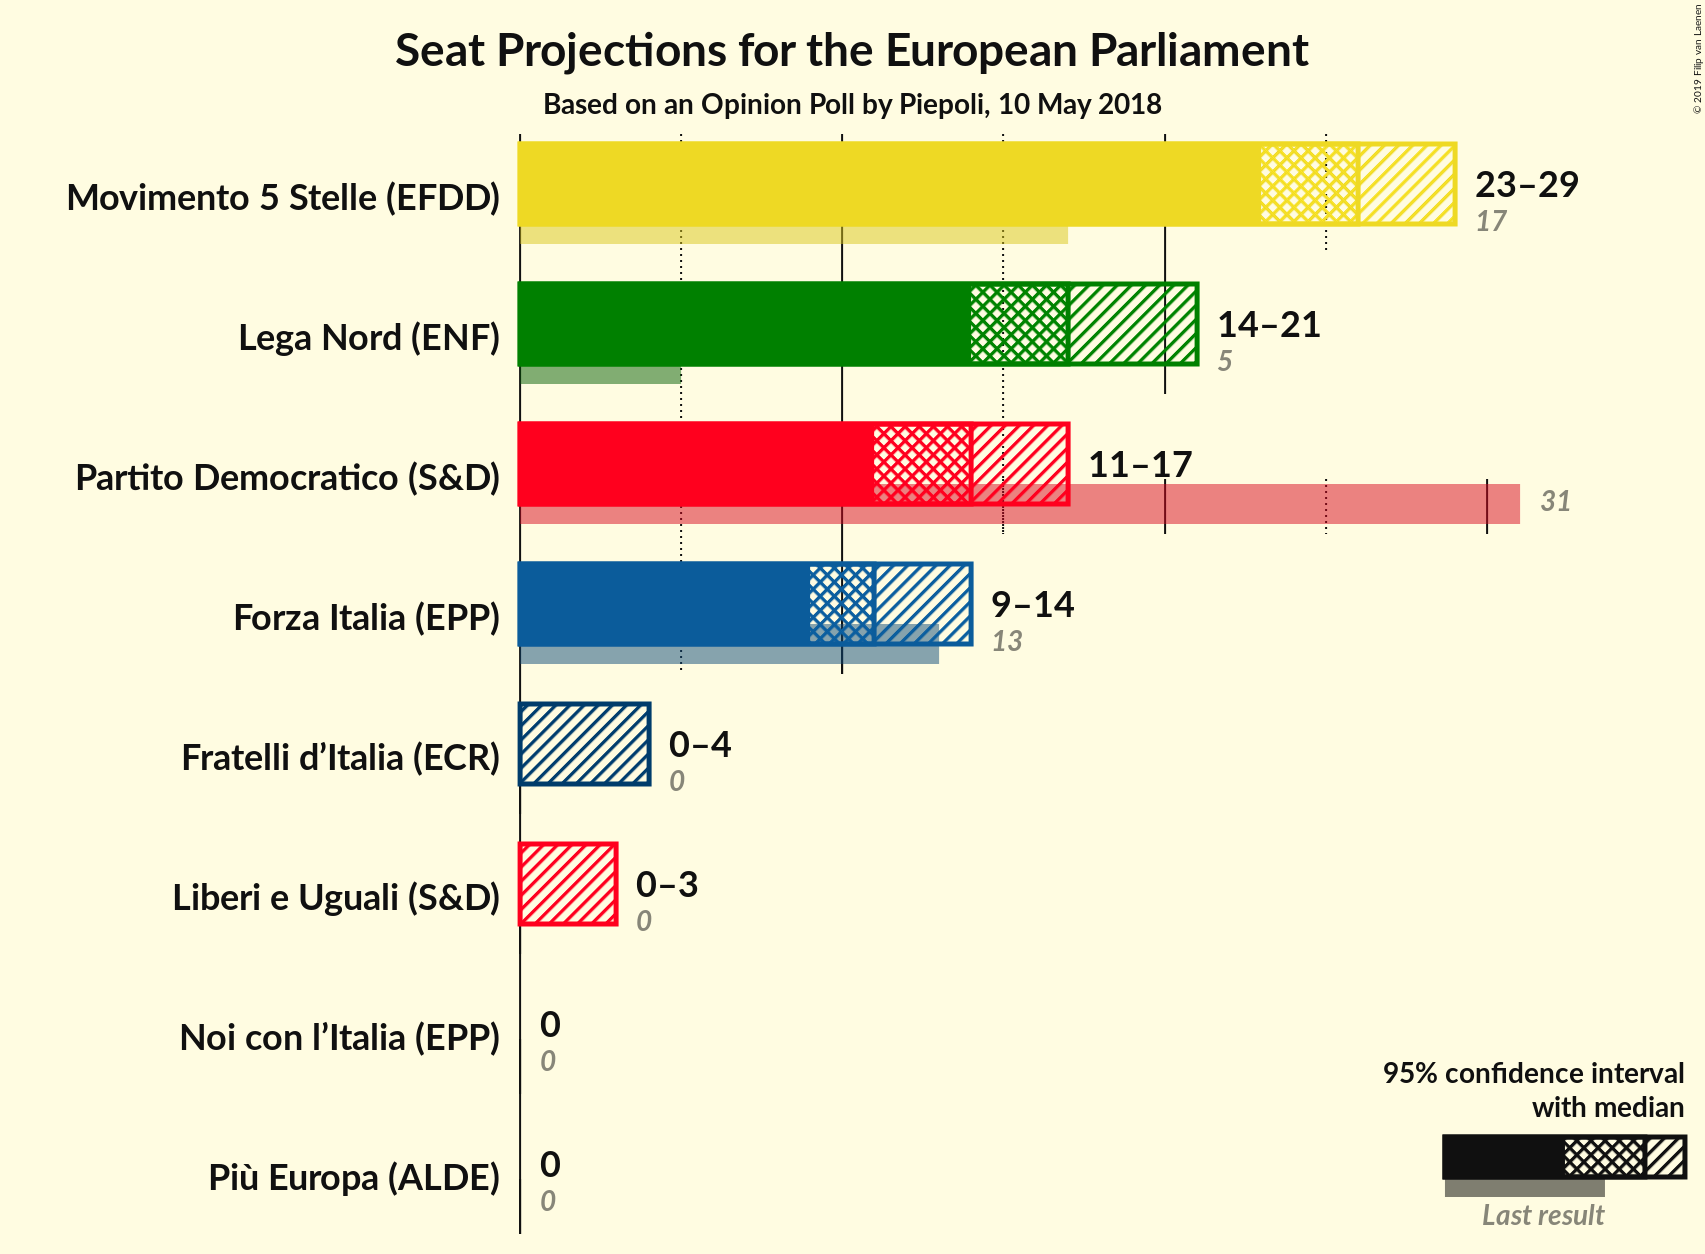 Seat Projections for the European Parliament
Based on an Opinion Poll by Piepoli, 10 May 2018
© 2019 Filip van Laenen
Movimento 5 Stelle (EFDD)
23–29
17
Lega Nord (ENF)
14–21
5
Partito Democratico (S&D)
11–17
31
Forza Italia (EPP)
9–14
13
Fratelli d’Italia (ECR)
0–4
0
Liberi e Uguali (S&D)
0–3
0
Noi con l’Italia (EPP)
0
0
Più Europa (ALDE)
0
0
95% confidence interval
with median
Last result